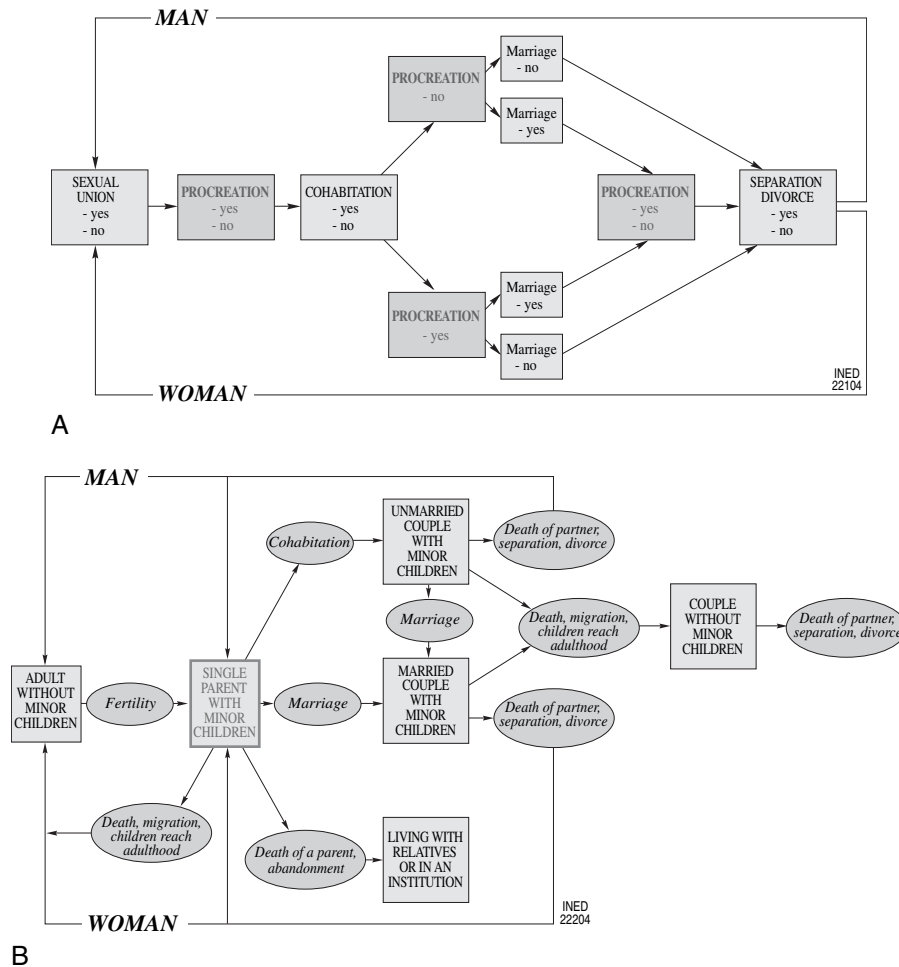 MAN
Marriage
- no
PROCREATION
- no
Marriage
- yes
SEXUAL
UNION
- yes
- no
PROCREATION
- yes
- no
COHABITATION
- yes
- no
PROCREATION
- yes
- no
SEPARATION
DIVORCE
- yes
- no
PROCREATION
- yes
Marriage
- yes
Marriage
- no
INED
22104
WOMAN
A
MAN
Cohabitation
UNMARRIED
COUPLE
WITH
MINOR
CHILDREN
Death of partner,
separation, divorce
Marriage
Death, migration,
children reach
adulthood
COUPLE
WITHOUT
MINOR
CHILDREN
Death of partner,
separation, divorce
ADULT
WITHOUT
MINOR
CHILDREN
Fertility
SINGLE
PARENT
WITH
MINOR
CHILDREN
Marriage
MARRIED
COUPLE
WITH
MINOR
CHILDREN
Death of partner,
separation, divorce
Death, migration,
children reach
adulthood
Death of a parent,
abandonment
LIVING WITH
RELATIVES
OR IN AN
INSTITUTION
INED
22204
WOMAN
B